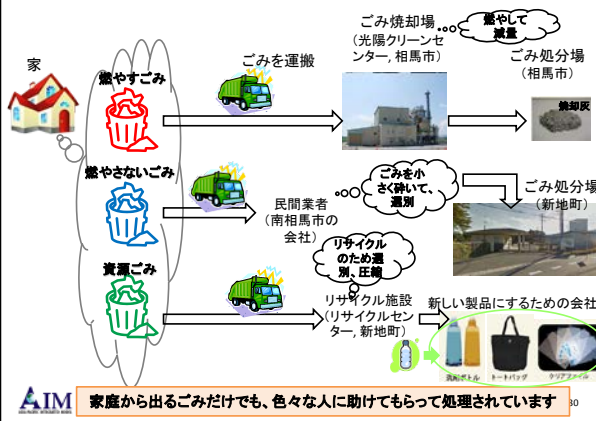 家
燃やすごみ
ごみを運搬
ごみ焼却場
(光陽クリーンセ
ンター, 相馬市)
燃やして
減量
ごみ処分場
(相馬市)
焼却灰
燃やさないごみ
民間業者
(南相馬市の
会社)
ごみを小
さく砕いて、
選別
ごみ処分場
(新地町)
資源ごみ
リサイクル
のため選
別、圧縮
リサイクル施設
(リサイクルセン
ター, 新地町)
新しい製品にするための会社
洗剤ボトル
トートバッグ
クリアファイル
AIM
家庭から出るごみだけでも、色々な人に助けてもらって処理されています
30